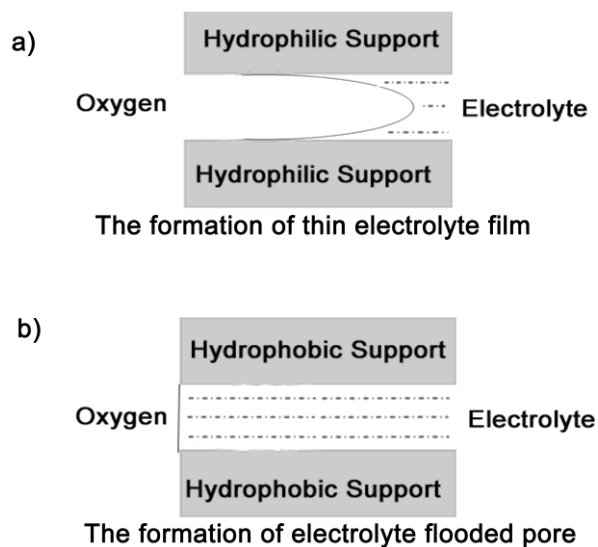 a)
Hydrophilic Support
Oxygen
Electrolyte
Hydrophilic Support
The formation of thin electrolyte film
b)
Hydrophobic Support
Oxygen
Electrolyte
Hydrophobic Support
The formation of electrolyte flooded pore